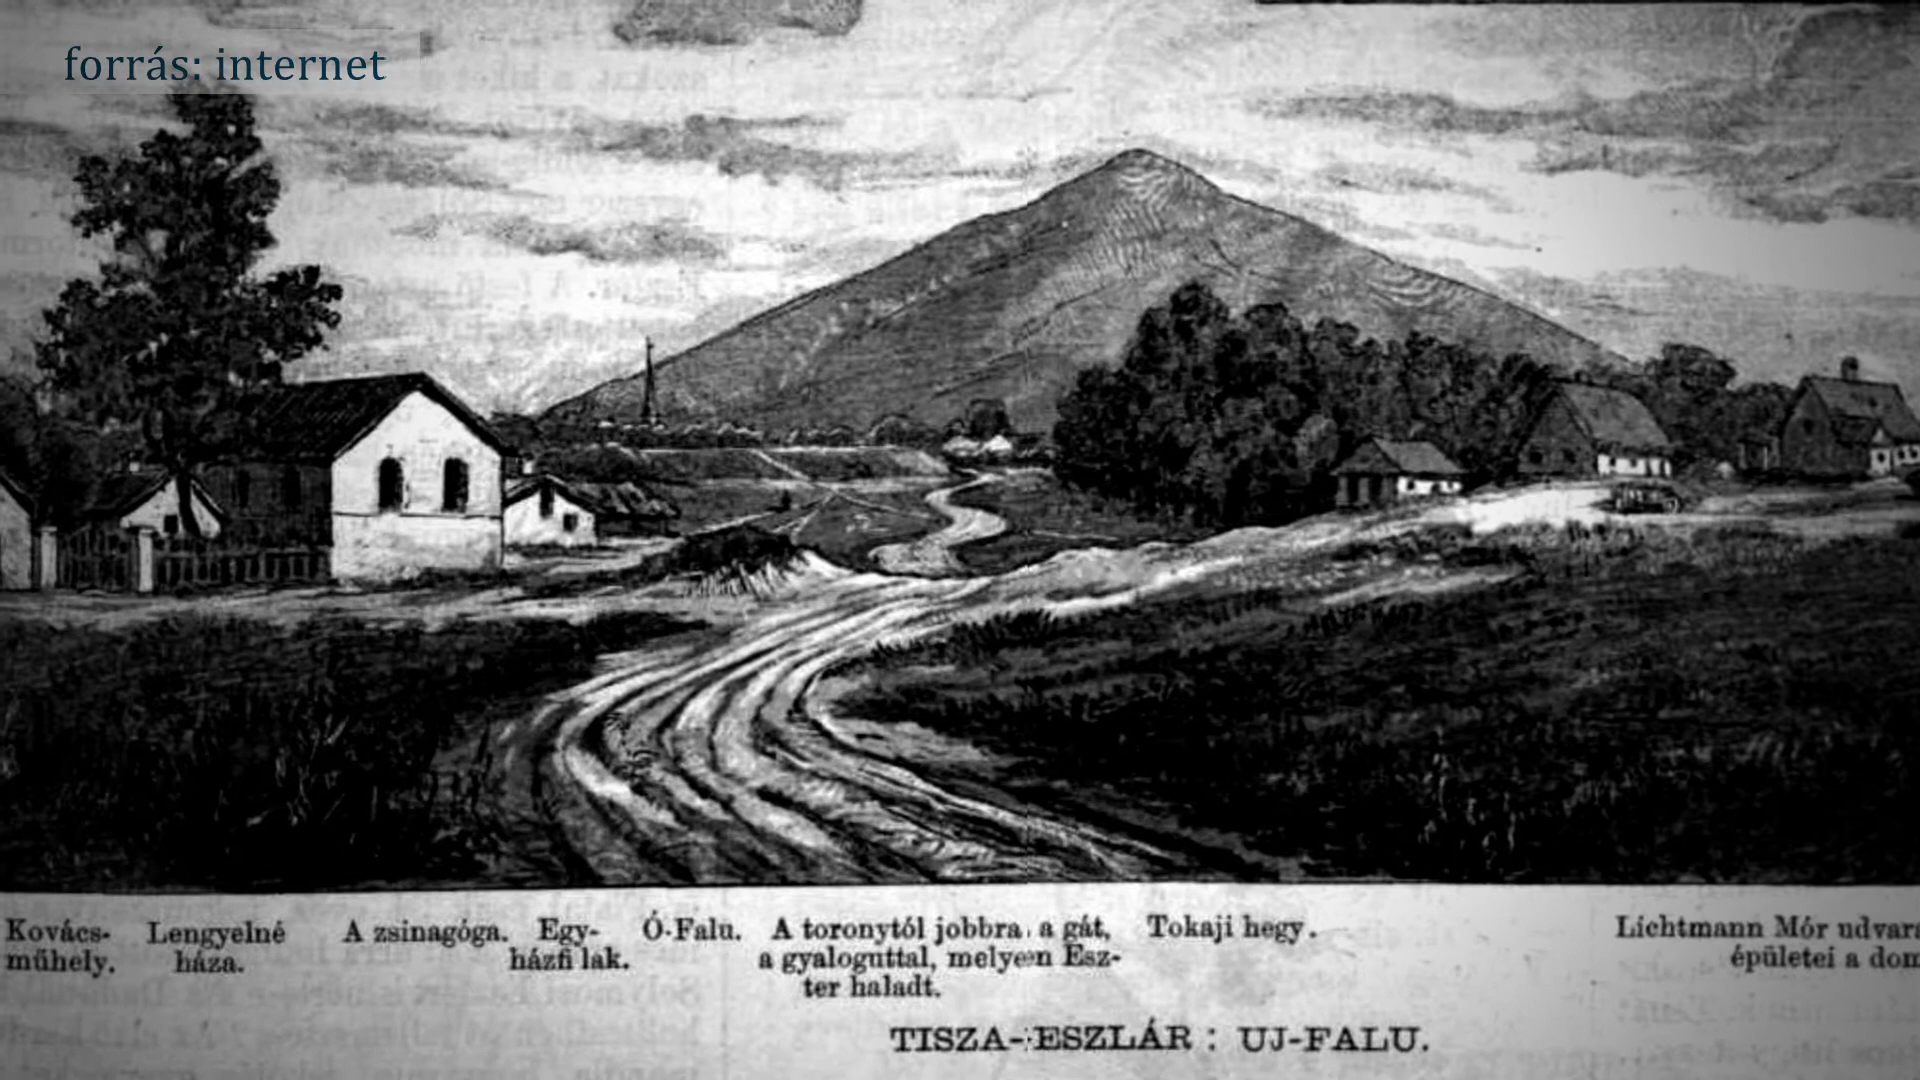 forrás: internet
Kovács- Lengyelné A zsinagóga. Egy- Ó-Falu. A toronytól jobbra a gát, Tokaji hegy. Lichtmann Mór udvara
műhely. háza. házfi lak. a gyaloguttal, melyen Esz- épületei a dom
ter haladt.
TISZA-ESZLÁR: UJ-FALU.